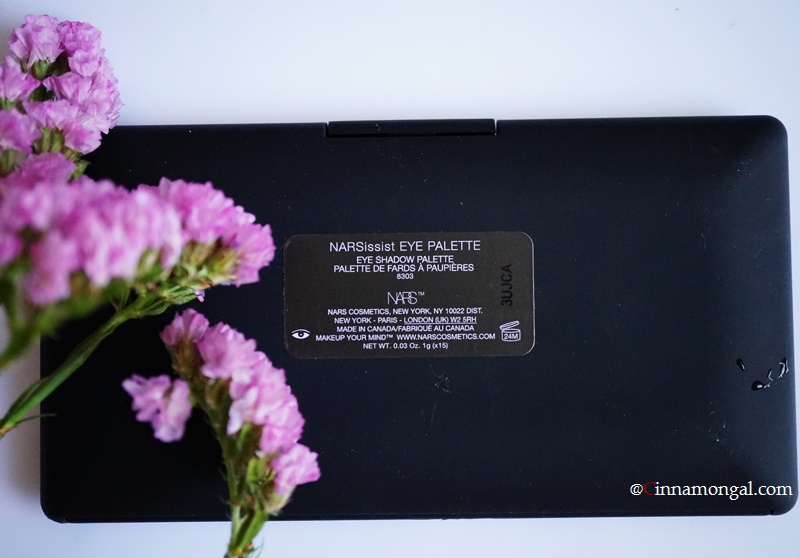 NARSissist EYE PALETTE
EYE SHADOW PALETTE
PALETTE DE FARDS À PAUPIÈRES
8303
NARS™
NARS COSMETICS, NEW YORK, NY 10022 DIST.
NEW YORK - PARIS - LONDON (UK) W2 5RH
MADE IN CANADA/FABRIQUÉ AU CANADA
MAKEUP YOUR MIND™ WWW.NARSCOSMETICS.COM
NET WT. 0.03 Oz. 1g (x15)
3UJCA
24M
@Cinnamongal.com